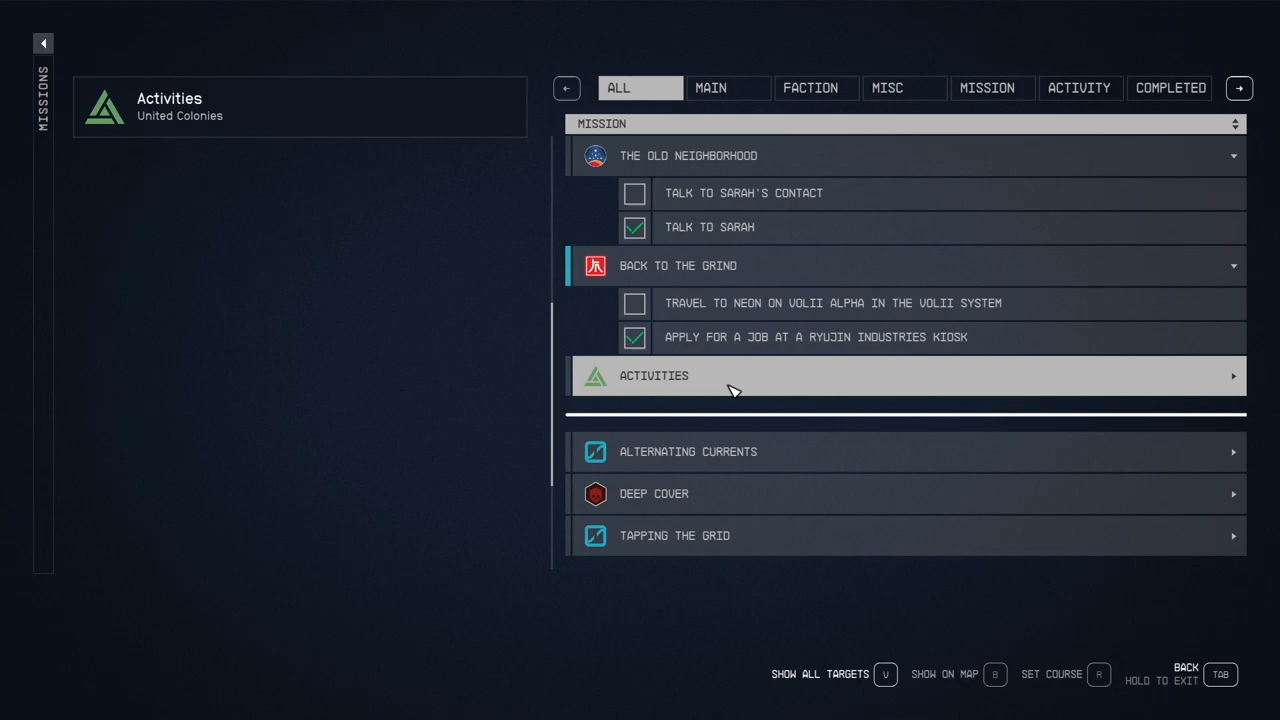 MISSIONS
Activities
United Colonies
ALL
MAIN
FACTION
MISC
MISSION
ACTIVITY
COMPLETED
MISSION
THE OLD NEIGHBORHOOD
TALK TO SARAH'S CONTACT
TALK TO SARAH
BACK TO THE GRIND
TRAVEL TO NEON ON VOLII ALPHA IN THE VOLII SYSTEM
APPLY FOR A JOB AT A RYUJIN INDUSTRIES KIOSK
ACTIVITIES
ALTERNATING CURRENTS
DEEP COVER
TAPPING THE GRID
SHOW ALL TARGETS V
SHOW ON MAP B
SET COURSE R
BACK
HOLD TO EXIT
TAB